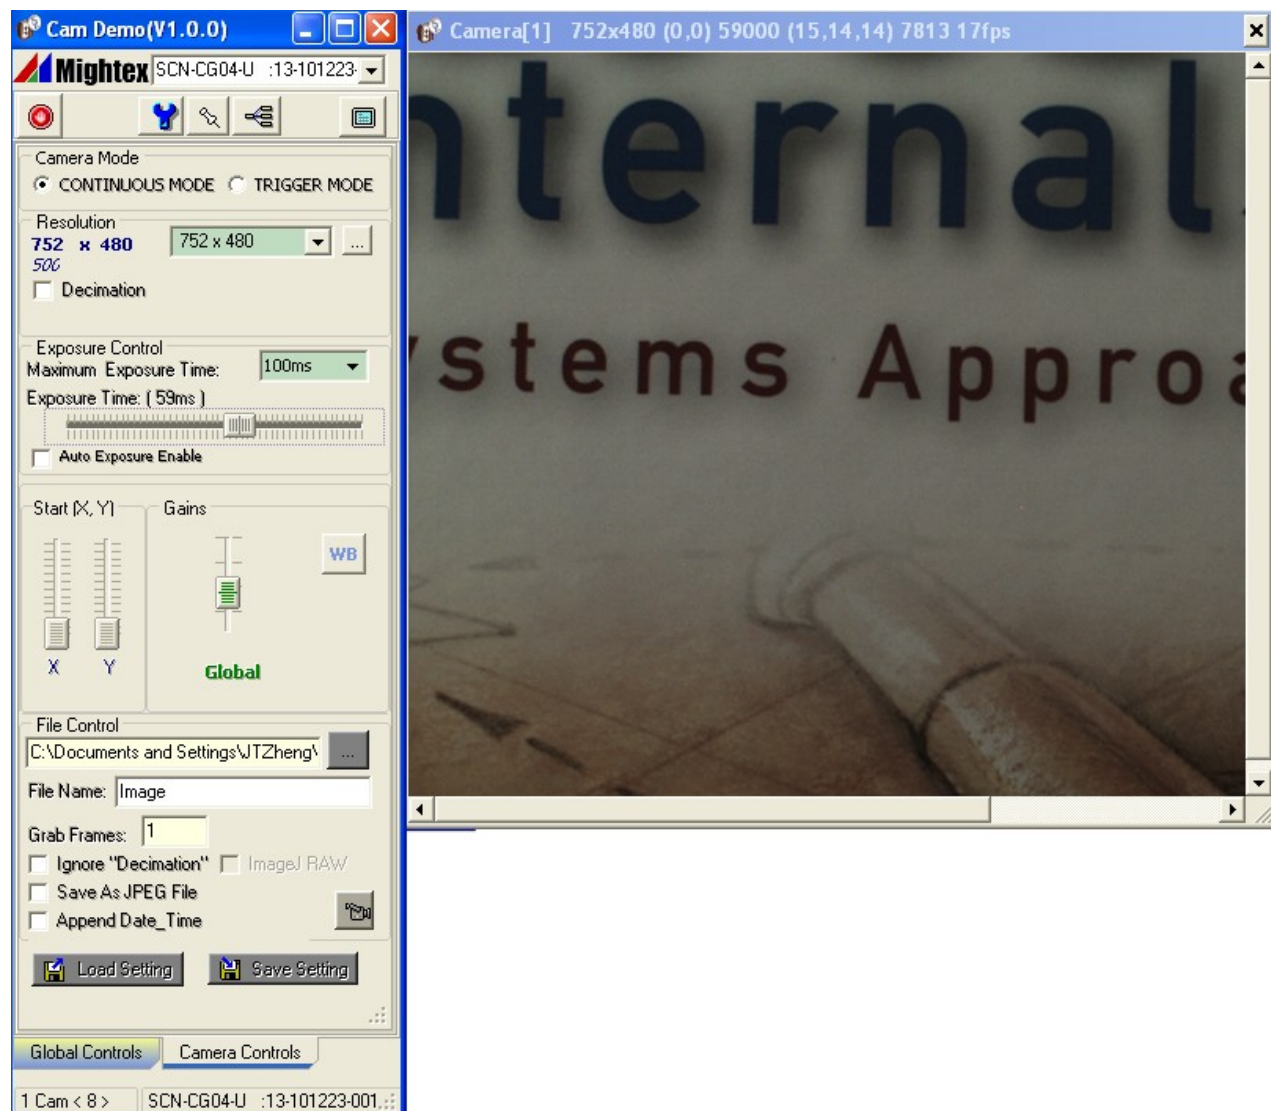 Cam Demo(V1.0.0)
Mightex SCN-CG04-U :13-101223-
Camera Mode
CONTINUOUS MODE TRIGGER MODE
Resolution
752 x 480 752 x 480 ...
Decimation
Exposure Control
Maximum Exposure Time: 100ms
Exposure Time: ( 59ms )
Auto Exposure Enable
Start (X, Y) Gains
WB
X Y
Global
File Control
C:\Documents and Settings\JTZheng\ ...
File Name: Image
Grab Frames: 1
Ignore "Decimation" ImageJ RAW
Save As JPEG File
Append Date_Time
Load Setting Save Setting
Global Controls Camera Controls
1 Cam < 8 > SCN-CG04-U :13-101223-001
Camera[1] 752x480 (0,0) 59000 (15,14,14) 7813 17fps
nternal
ystems Approa